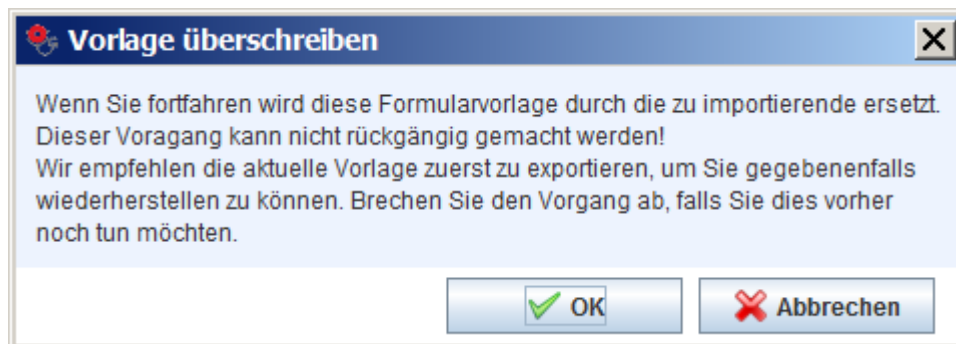 Vorlage überschreiben
Wenn Sie fortfahren wird diese Formularvorlage durch die zu importierende ersetzt.
Dieser Voragang kann nicht rückgängig gemacht werden!
Wir empfehlen die aktuelle Vorlage zuerst zu exportieren, um Sie gegebenenfalls
wiederherstellen zu können. Brechen Sie den Vorgang ab, falls Sie dies vorher
noch tun möchten.
OK
Abbrechen